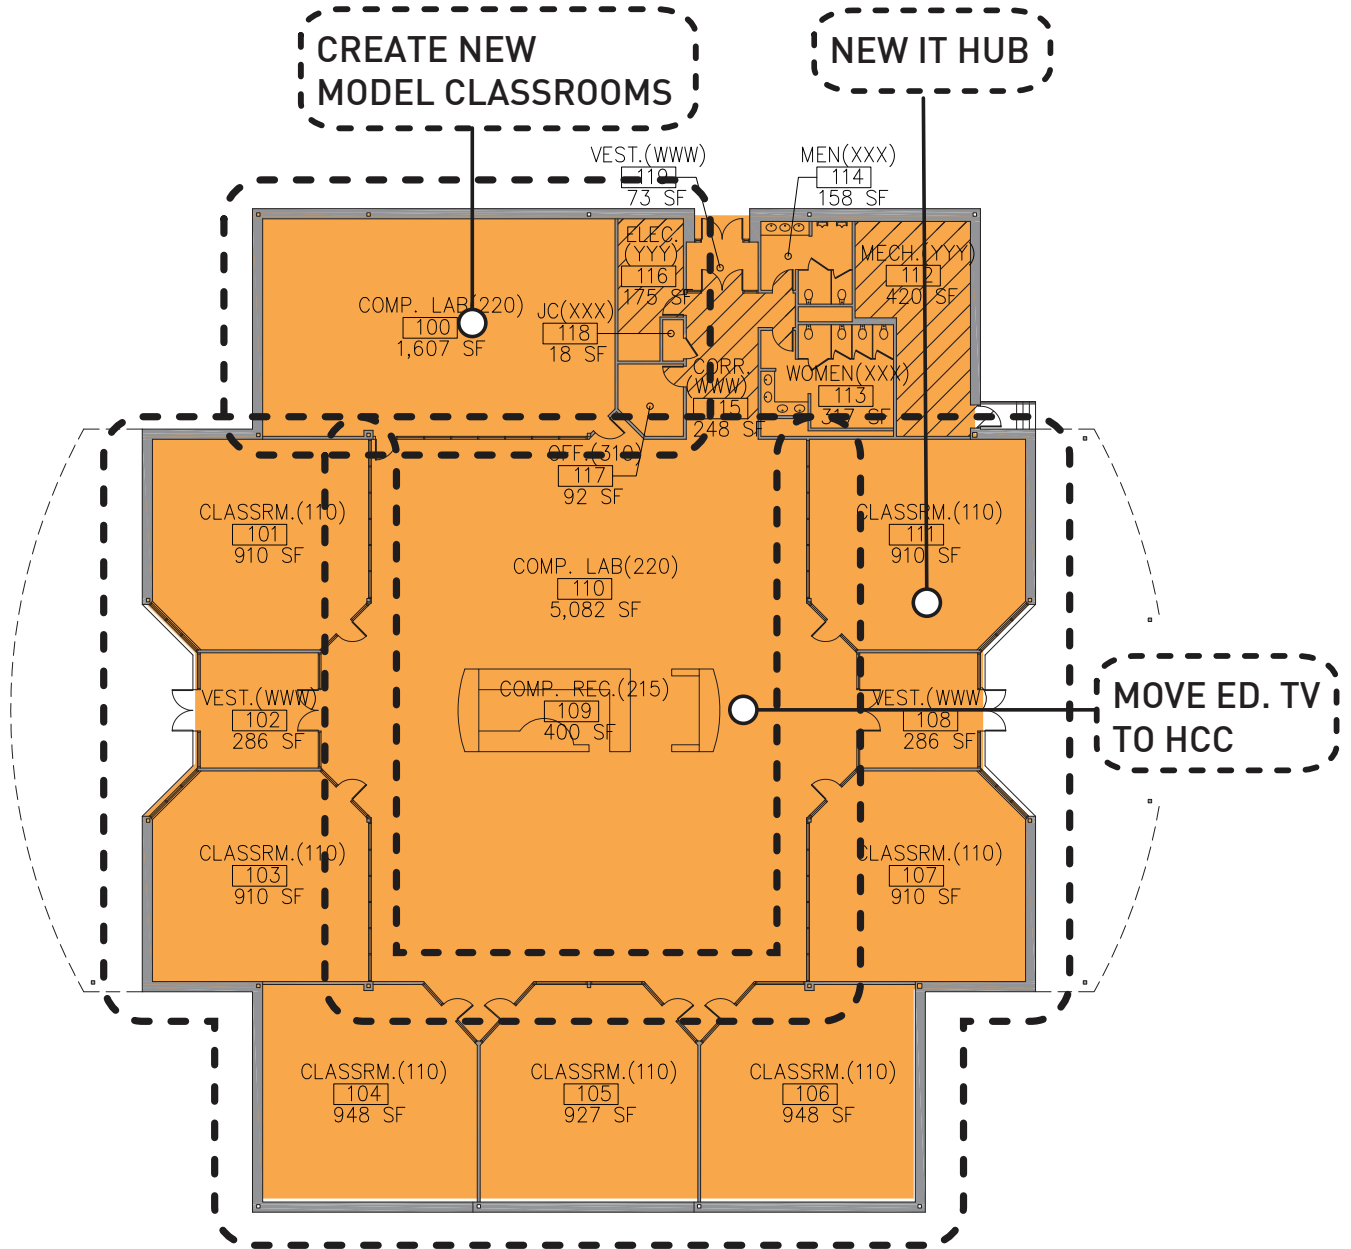 CREATE NEW
MODEL CLASSROOMS
NEW IT HUB
VEST.(WWW)
119
73 SF
MEN(XXX)
114
158 SF
ELEC.
(YYY)
116
175 SF
MECH.(YYY)
112
420 SF
COMP. LAB(220)
100
1,607 SF
JC(XXX)
118
18 SF
CORR.
(WWW)
115
248 SF
WOMEN(XXX)
113
317 SF
OFF.(310)
117
92 SF
CLASSRM.(110)
101
910 SF
CLASSRM.(110)
111
910 SF
COMP. LAB(220)
110
5,082 SF
COMP. REC.(215)
109
400 SF
VEST.(WWW)
102
286 SF
VEST.(WWW)
108
286 SF
MOVE ED. TV
TO HCC
CLASSRM.(110)
103
910 SF
CLASSRM.(110)
107
910 SF
CLASSRM.(110)
104
948 SF
CLASSRM.(110)
105
927 SF
CLASSRM.(110)
106
948 SF